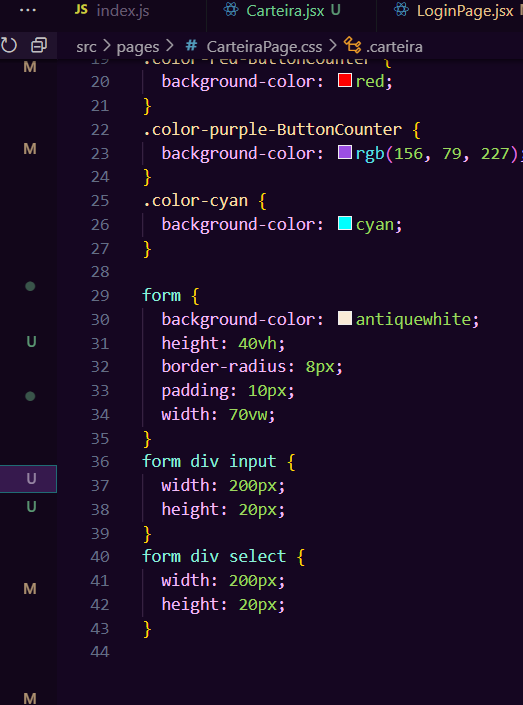 ··· JS index.js Carteira.jsx U LoginPage.jsx M
src > pages > # CarteiraPage.css > .carteira
M
19 .color-red-ButtonCounter {
20 background-color: red;
21 }
22 .color-purple-ButtonCounter {
M
23 background-color: rgb(156, 79, 227);
24 }
25 .color-cyan {
26 background-color: cyan;
27 }
28
29 form {
30 background-color: antiquewhite;
U
31 height: 40vh;
32 border-radius: 8px;
33 padding: 10px;
34 width: 70vw;
35 }
36 form div input {
U
37 width: 200px;
U
38 height: 20px;
39 }
40 form div select {
M
41 width: 200px;
42 height: 20px;
43 }
44
M